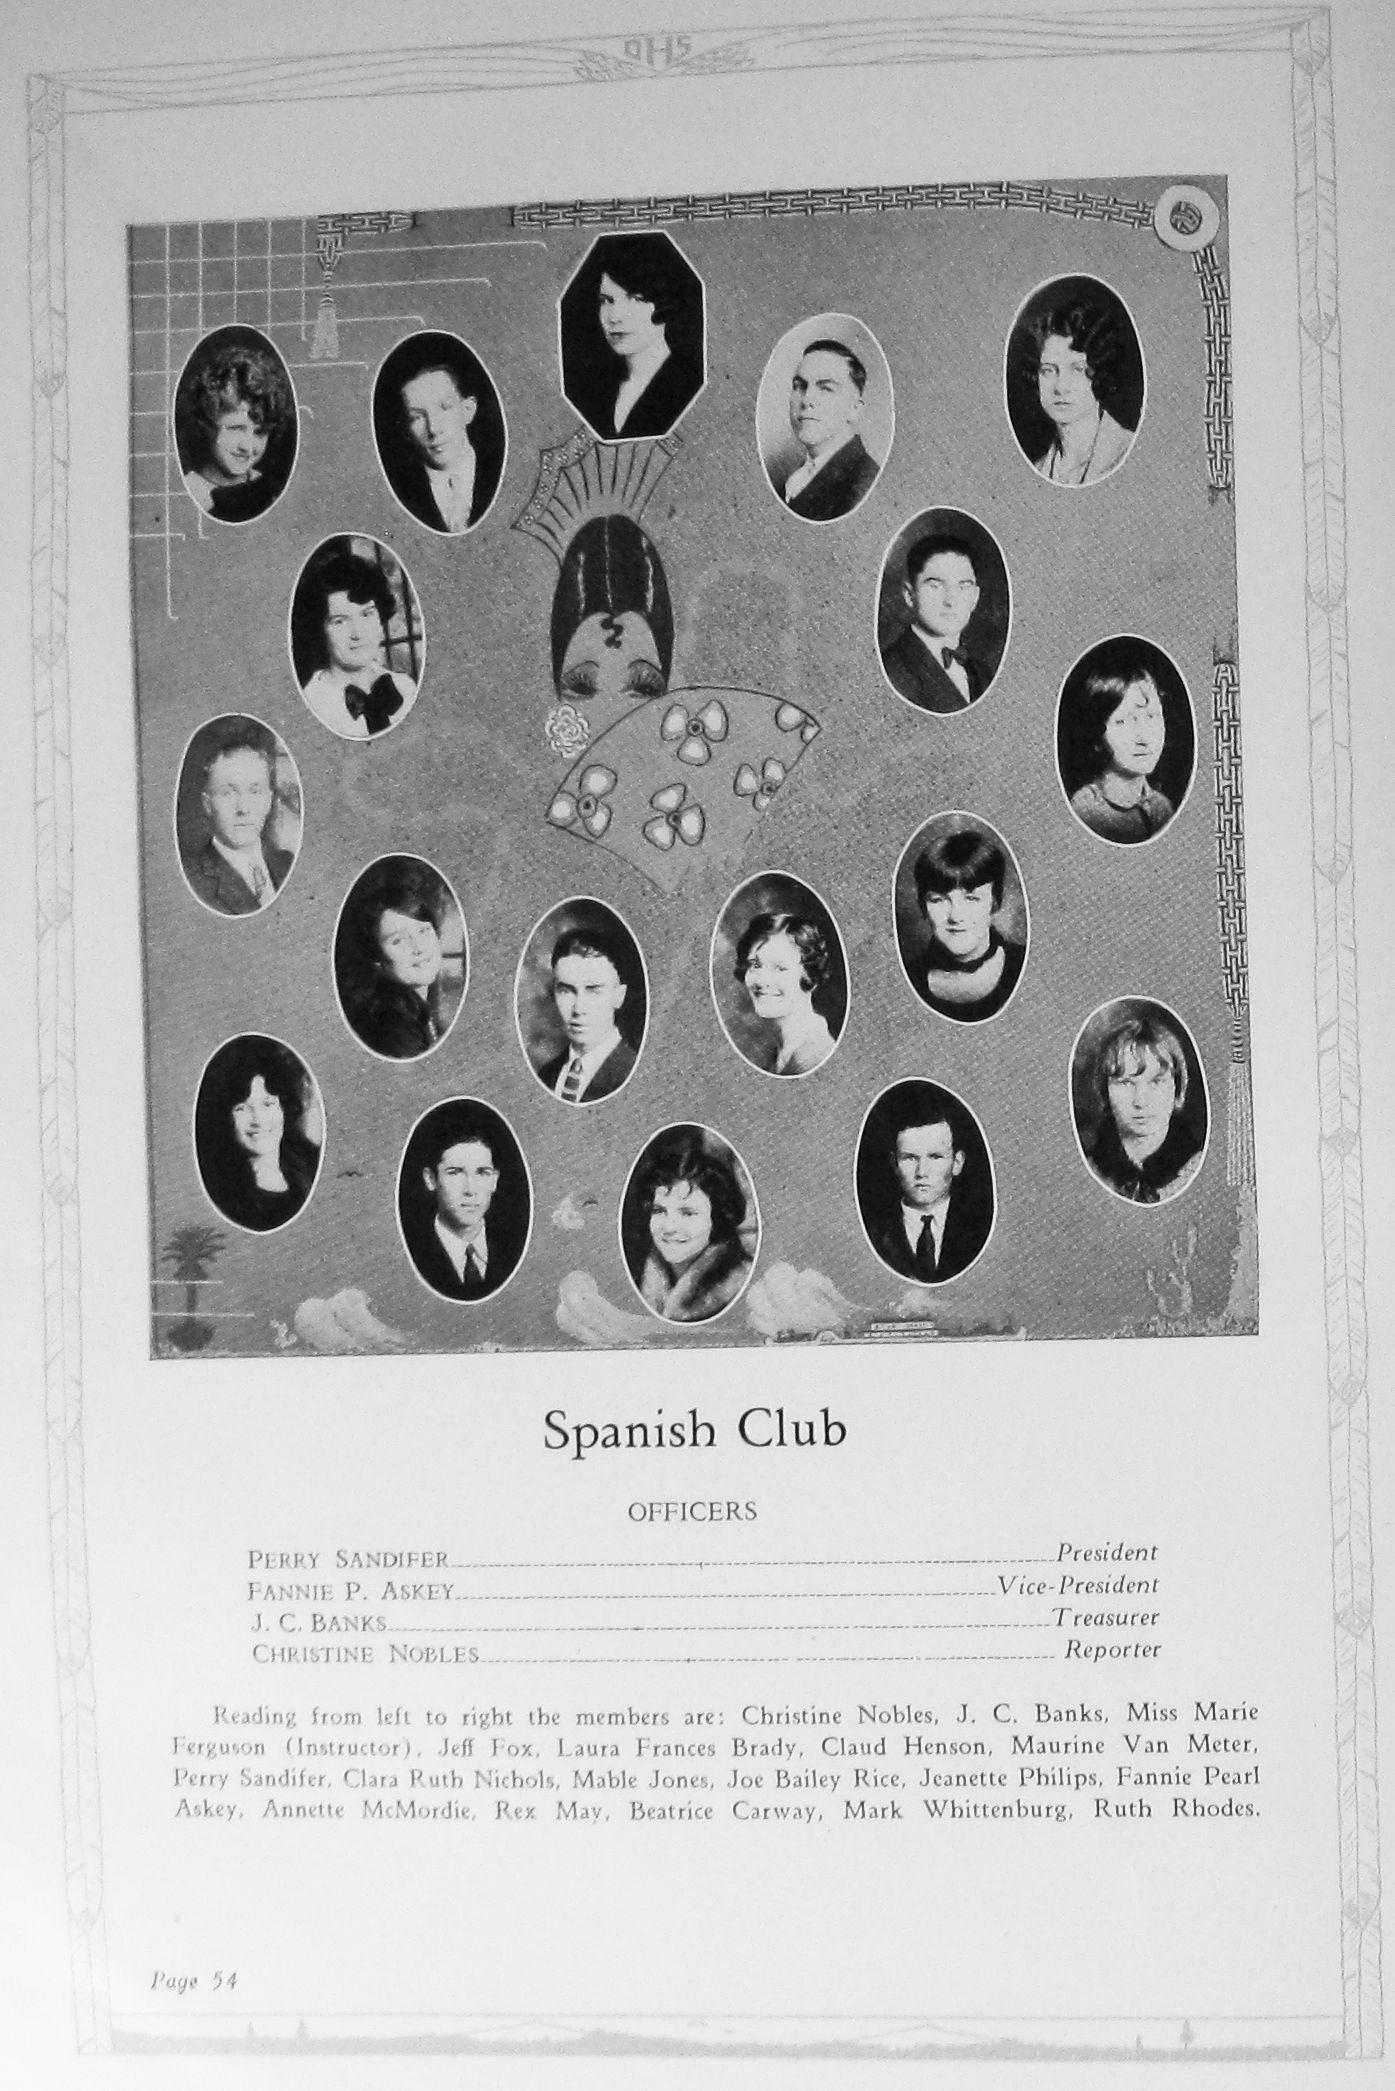 OHS
Spanish Club
OFFICERS
PERRY SANDIFER President
FANNIE P. ASKEY Vice-President
J. C. BANKS Treasurer
CHRISTINE NOBLES Reporter
Reading from left to right the members are: Christine Nobles, J. C. Banks, Miss Marie
Ferguson (Instructor), Jeff Fox, Laura Frances Brady, Claud Henson, Maurine Van Meter,
Perry Sandifer, Clara Ruth Nichols, Mable Jones, Joe Bailey Rice, Jeanette Philips, Fannie Pearl
Askey, Annette McMordie, Rex May, Beatrice Carway, Mark Whittenburg, Ruth Rhodes.
Page 54